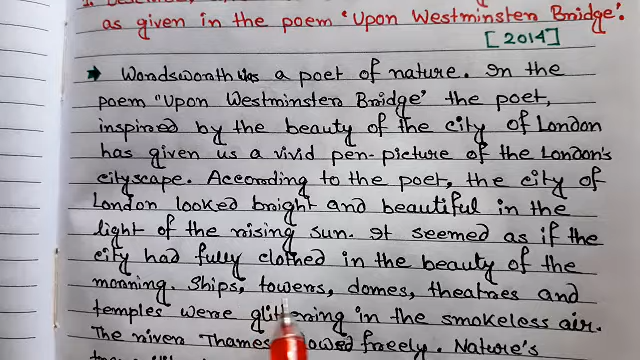 as given in the poem 'Upon Westminster Bridge'.
[2014]
→ Wordsworth was a poet of nature. In the
poem "Upon Westminster Bridge' the poet,
inspired by the beauty of the city of London
has given us a vivid pen-picture of the London's
cityscape. According to the poet, the city of
London looked bright and beautiful in the
light of the rising sun. It seemed as if the
city had fully clothed in the beauty of the
morning. Ships, towers, domes, theatres and
temples were glittering in the smokeless air.
The river Thames flowed freely. Nature's